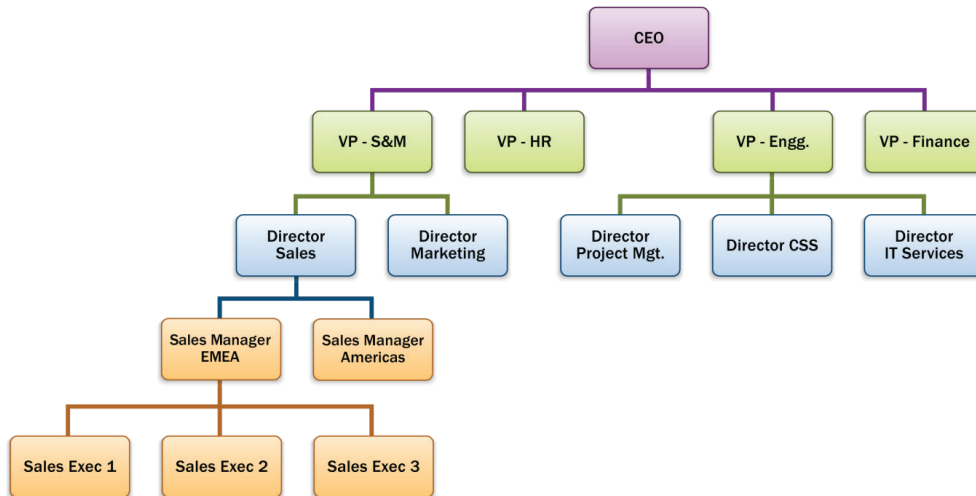 CEO
VP - S&M
VP - HR
VP - Engg.
VP - Finance
Director
Sales
Director
Marketing
Director
Project Mgt.
Director CSS
Director
IT Services
Sales Manager
EMEA
Sales Manager
Americas
Sales Exec 1
Sales Exec 2
Sales Exec 3